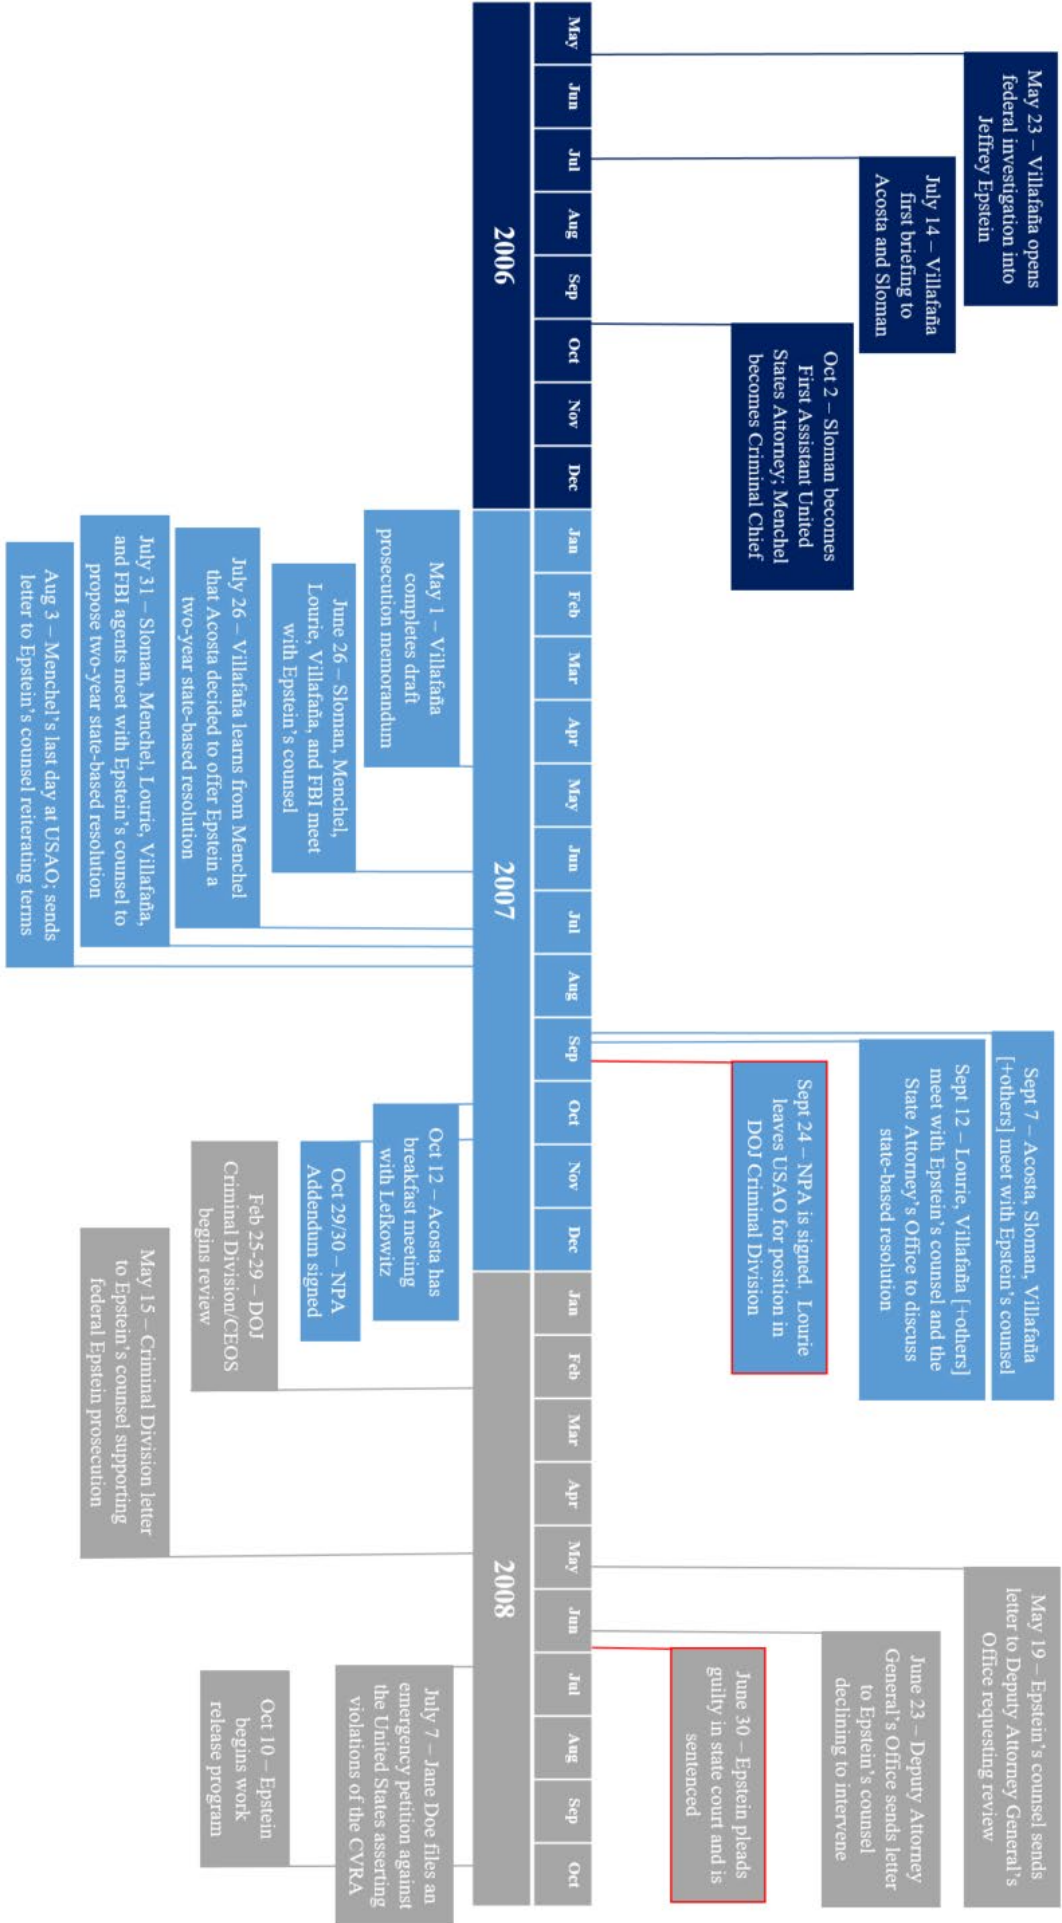 May 23 – Villafaña opens
federal investigation into
Jeffrey Epstein
July 14 – Villafaña
first briefing to
Acosta and Sloman
Oct 2 – Sloman becomes
First Assistant United
States Attorney; Menchel
becomes Criminal Chief
Sept 7 – Acosta, Sloman, Villafaña
[+others] meet with Epstein's counsel
Sept 12 – Lourie, Villafaña [+others]
meet with Epstein's counsel and the
State Attorney's Office to discuss
state-based resolution
Sept 24 – NPA is signed. Lourie
leaves USAO for position in
DOJ Criminal Division
May 19 – Epstein's counsel sends
letter to Deputy Attorney General's
Office requesting review
June 23 – Deputy Attorney
General's Office sends letter
to Epstein's counsel
declining to intervene
June 30 – Epstein pleads
guilty in state court and is
sentenced
May Jun Jul Aug Sep Oct Nov Dec Jan Feb Mar Apr May Jun Jul Aug Sep Oct Nov Dec Jan Feb Mar Apr May Jun Jul Aug Sep Oct
2006 2007 2008
May 1 – Villafaña
completes draft
prosecution memorandum
June 26 – Sloman, Menchel,
Lourie, Villafaña, and FBI meet
with Epstein's counsel
July 26 – Villafaña learns from Menchel
that Acosta decided to offer Epstein a
two-year state-based resolution
July 31 – Sloman, Menchel, Lourie, Villafaña,
and FBI agents meet with Epstein's counsel to
propose two-year state-based resolution
Aug 3 – Menchel's last day at USAO; sends
letter to Epstein's counsel reiterating terms
Oct 12 – Acosta has
breakfast meeting
with Lefkowitz
Oct 29/30 – NPA
Addendum signed
Feb 25-29 – DOJ
Criminal Division/CEOS
begins review
May 15 – Criminal Division letter
to Epstein's counsel supporting
federal Epstein prosecution
July 7 – Jane Doe files an
emergency petition against
the United States asserting
violations of the CVRA
Oct 10 – Epstein
begins work
release program